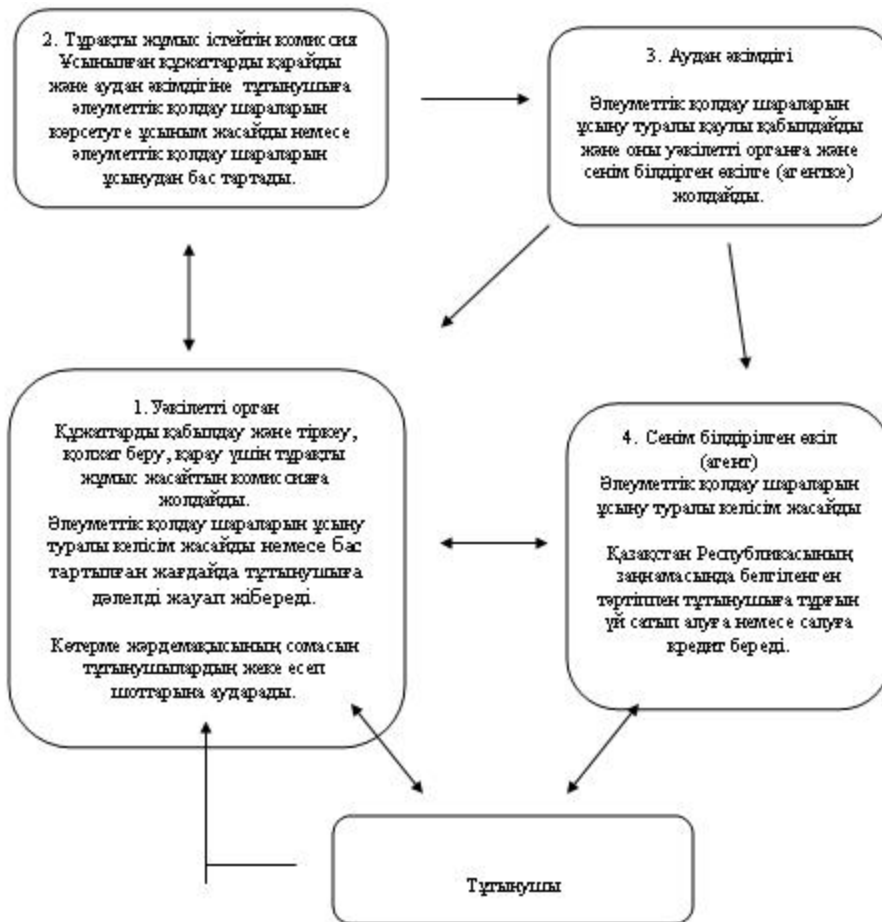 2. Тұрақты жұмыс істейтін комиссия
Ұсынылған құжаттарды қарайды
және аудан әкімдігіне тұтынушыға
әлеуметтік қолдау шараларын
көрсетуге ұсыным жасайды немесе
әлеуметтік қолдау шараларын
ұсынудан бас тартады.
3. Аудан әкімдігі
Әлеуметтік қолдау шараларын
ұсыну туралы қаулы қабылдайды
және оны уәкілетті органға және
сенім білдірген өкілге (агентке)
жолдайды.
1. Уәкілетті орган
Құжаттарды қабылдау және тіркеу,
қолхат беру, қарау үшін тұрақты
жұмыс жасайтын комиссияға
жолдайды.
Әлеуметтік қолдау шараларын ұсыну
туралы келісім жасайды немесе бас
тартылған жағдайда тұтынушыға
дәлелді жауап жібереді.
Көтерме жәрдемақысының сомасын
тұтынушылардың жеке есеп
шоттарына аударады.
4. Сенім білдірілген өкіл
(агент)
Әлеуметтік қолдау шараларын
ұсыну туралы келісім жасайды
Қазақстан Республикасының
заңнамасында белгіленген
тәртіппен тұтынушыға тұрғын
үй сатып алуға немесе салуға
кредит береді.
Тұтынушы